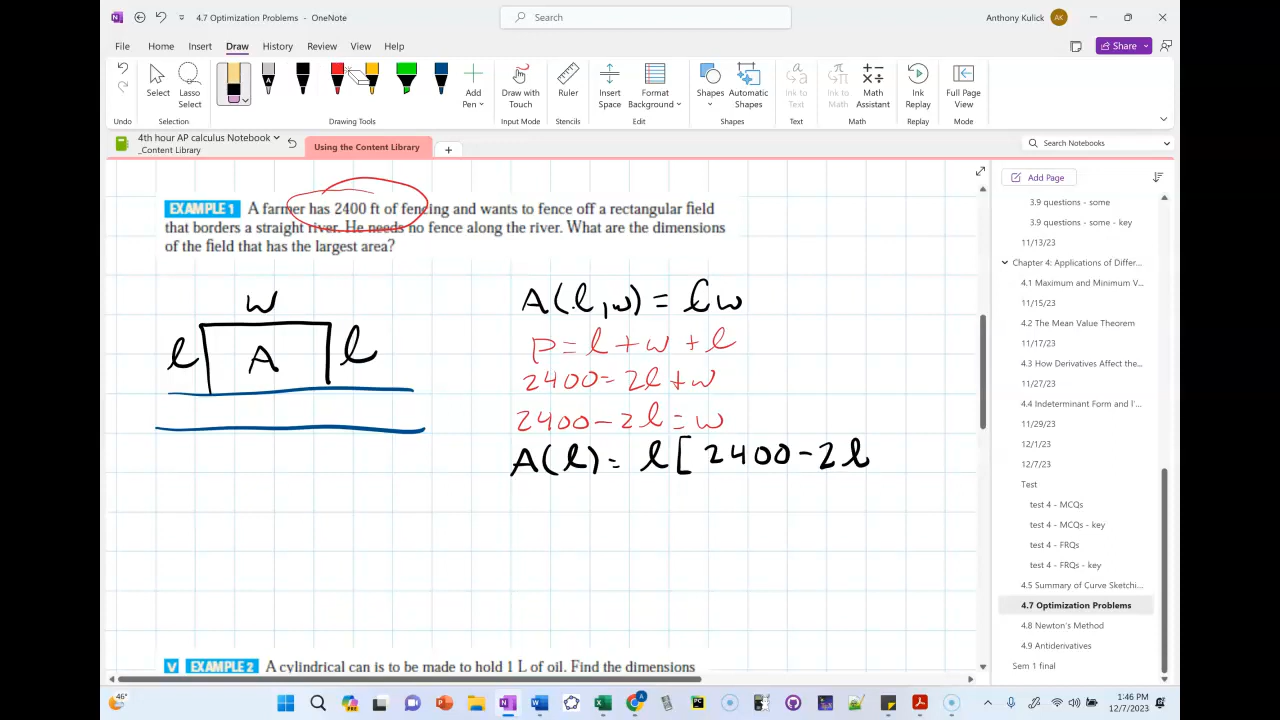 4.7 Optimization Problems - OneNote
Search
Anthony Kulick
AK
File Home Insert Draw History Review View Help
Share
Undo
Select
Lasso Select
Add Pen
Draw with Touch
Ruler
Insert Space
Format Background
Shapes
Automatic Shapes
Ink to Text
Ink to Math
Math Assistant
Ink Replay
Full Page View
Undo
Selection
Drawing Tools
Input Mode
Stencils
Edit
Shapes
Text
Math
Replay
Mode
4th hour AP calculus Notebook
_Content Library
Using the Content Library
Search Notebooks
EXAMPLE 1 A farmer has 2400 ft of fencing and wants to fence off a rectangular field
that borders a straight river. He needs no fence along the river. What are the dimensions
of the field that has the largest area?
w
l A l
A(l,w) = lw
P = l + w + l
2400 = 2l + w
2400 - 2l = w
A(l) = l[2400 - 2l
V EXAMPLE 2 A cylindrical can is to be made to hold 1 L of oil. Find the dimensions
Add Page
3.9 questions - some
3.9 questions - some - key
11/13/23
Chapter 4: Applications of Differ...
4.1 Maximum and Minimum V...
11/15/23
4.2 The Mean Value Theorem
11/17/23
4.3 How Derivatives Affect the...
11/27/23
4.4 Indeterminant Form and l'...
11/29/23
12/1/23
12/7/23
Test
test 4 - MCQs
test 4 - MCQs - key
test 4 - FRQs
test 4 - FRQs - key
4.5 Summary of Curve Sketchi...
4.7 Optimization Problems
4.8 Newton's Method
4.9 Antiderivatives
Sem 1 final
46°
1:46 PM
12/7/2023